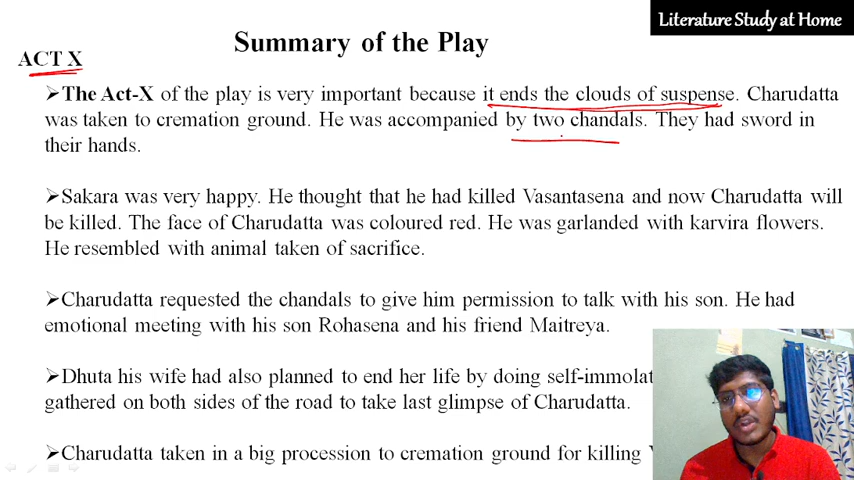 Literature Study at Home
Summary of the Play
ACT X
➢The Act-X of the play is very important because it ends the clouds of suspense. Charudatta
was taken to cremation ground. He was accompanied by two chandals. They had sword in
their hands.
➢Sakara was very happy. He thought that he had killed Vasantasena and now Charudatta will
be killed. The face of Charudatta was coloured red. He was garlanded with karvira flowers.
He resembled with animal taken of sacrifice.
➢Charudatta requested the chandals to give him permission to talk with his son. He had
emotional meeting with his son Rohasena and his friend Maitreya.
➢Dhuta his wife had also planned to end her life by doing
gathered on both sides of the road to take last glimpse of Charudatta.
➢Charudatta taken in a big procession to cremation ground for killing